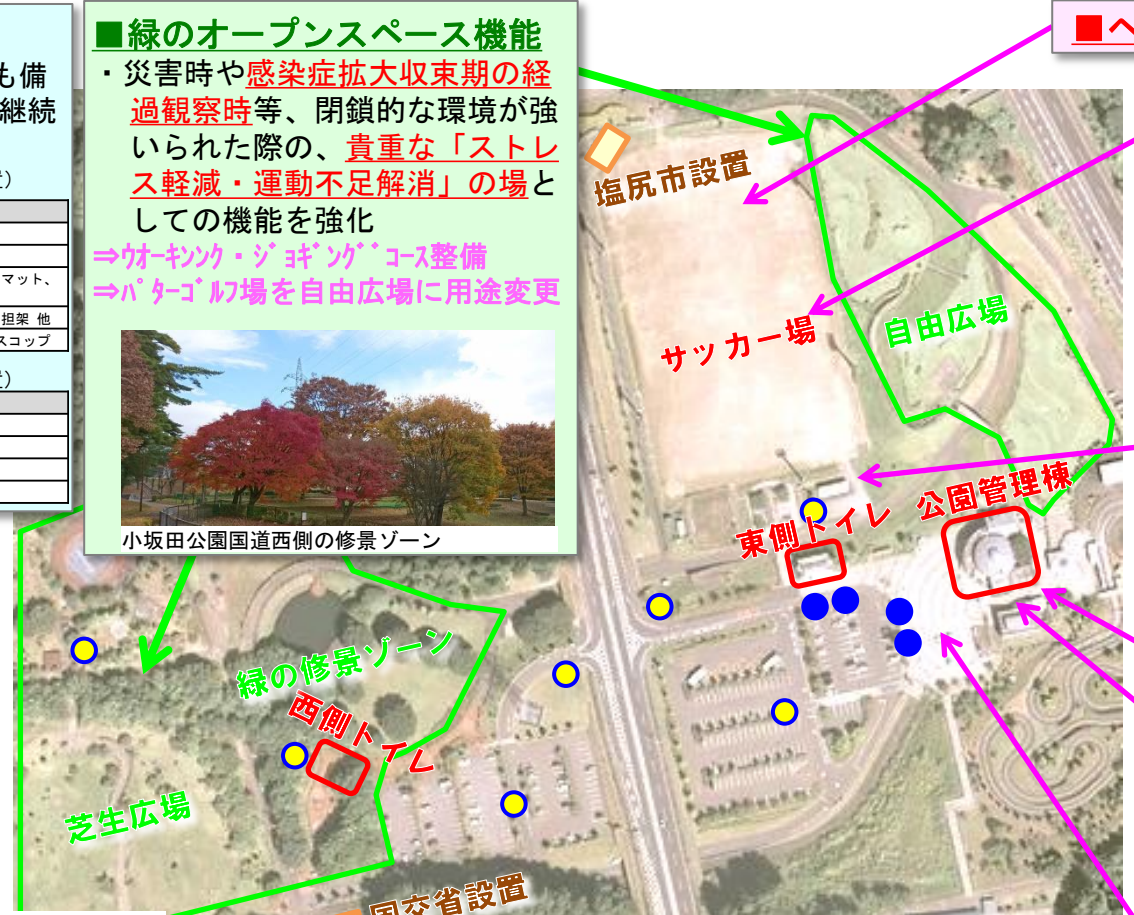 も備
継続
置）
マット、
担架 他
スコップ
置）
■緑のオープンスペース機能
・災害時や感染症拡大収束期の経
過観察時等、閉鎖的な環境が強
いられた際の、貴重な「ストレ
ス軽減・運動不足解消」の場と
しての機能を強化
⇒ｳｵｰｷﾝﾝｸ・ｼﾞｮｷﾞﾝｸﾞﾞｺｰｽ整備
⇒ﾊﾟﾀｰｺﾞﾙﾌ場を自由広場に用途変更
小坂田公園国道西側の修景ゾーン
■ヘ
塩尻市設置
サッカー場
自由広場
東側トイレ
公園管理棟
緑の修景ゾーン
西側トイレ
芝生広場
国交省設置